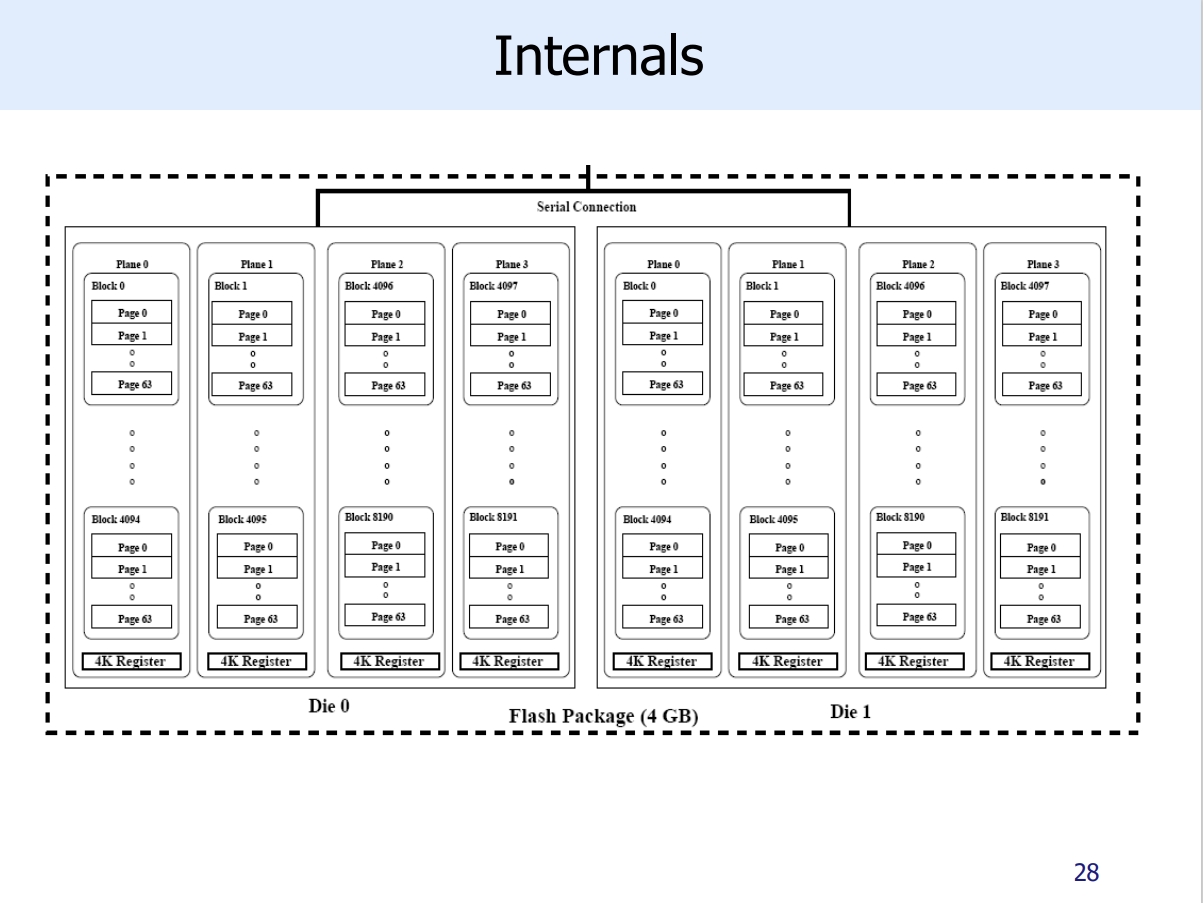 Internals
Serial Connection
Plane 0 Plane 1 Plane 2 Plane 3 Plane 0 Plane 1 Plane 2 Plane 3
Block 0 Block 1 Block 4096 Block 4097 Block 0 Block 1 Block 4096 Block 4097
Page 0 Page 0 Page 0 Page 0 Page 0 Page 0 Page 0 Page 0
Page 1 Page 1 Page 1 Page 1 Page 1 Page 1 Page 1 Page 1
Page 63 Page 63 Page 63 Page 63 Page 63 Page 63 Page 63 Page 63
Block 4094 Block 4095 Block 8190 Block 8191 Block 4094 Block 4095 Block 8190 Block 8191
Page 0 Page 0 Page 0 Page 0 Page 0 Page 0 Page 0 Page 0
Page 1 Page 1 Page 1 Page 1 Page 1 Page 1 Page 1 Page 1
Page 63 Page 63 Page 63 Page 63 Page 63 Page 63 Page 63 Page 63
4K Register 4K Register 4K Register 4K Register 4K Register 4K Register 4K Register 4K Register
Die 0 Flash Package (4 GB) Die 1
28